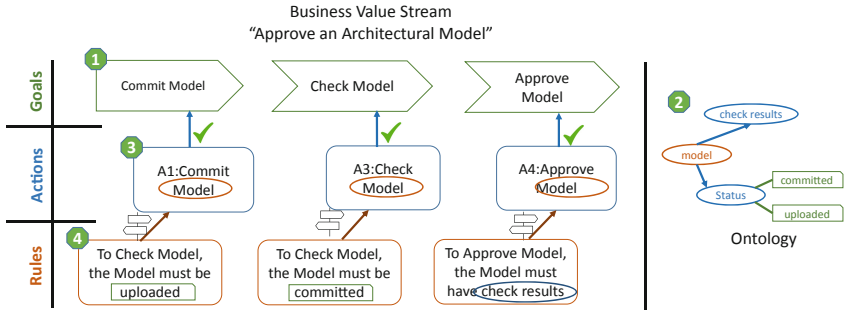 Business Value Stream
“Approve an Architectural Model”
Goals
1
Commit Model
Check Model
Approve
Model
Actions
3
A1:Commit
Model
A3:Check
Model
A4:Approve
Model
Rules
4
To Check Model,
the Model must be
uploaded
To Check Model,
the Model must be
committed
To Approve Model,
the Model must
have check results
2
check results
model
Status
committed
uploaded
Ontology